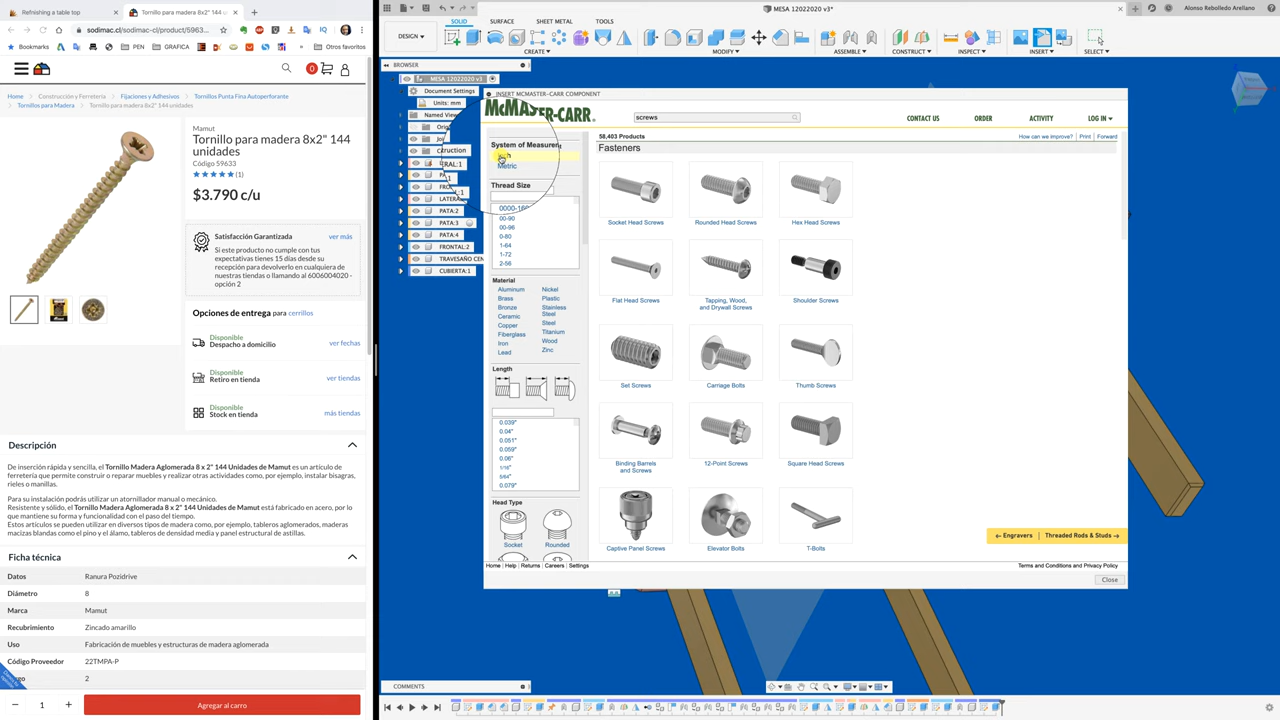 Refnishing a table top
Tornillo para madera 8x2" 144 u
sodimac.cl/sodimac-cl/product/5963...
Bookmarks
PEN
GRAFICA
IMPORTANTE
Otros favoritos
0
Home
Construcción y Ferretería
Fijaciones y Adhesivos
Tornillos Punta Fina Autoperforante
Tornillos para Madera
Tornillo para madera 8x2" 144 unidades
Mamut
Tornillo para madera 8x2" 144
unidades
Código 59633
(1)
$3.790 c/u
Satisfacción Garantizada
ver más
Si este producto no cumple con tus
expectativas tienes 15 días desde su
recepción para devolverlo en cualquiera de
nuestras tiendas o llamando al 6006004020 -
opción 2
Opciones de entrega para cerrillos
Disponible
Despacho a domicilio
ver fechas
Disponible
Retiro en tienda
ver tiendas
Disponible
Stock en tienda
más tiendas
Descripción
De inserción rápida y sencilla, el Tornillo Madera Aglomerada 8 x 2" 144 Unidades de Mamut es un artículo de
ferretería que permite construir o reparar muebles y realizar otras actividades como, por ejemplo, instalar bisagras,
rieles o manillas.
Para su instalación podrás utilizar un atornillador manual o mecánico.
Resistente y sólido, el Tornillo Madera Aglomerada 8 x 2" 144 Unidades de Mamut está fabricado en acero, por lo
que mantiene su forma y funcionalidad con el paso del tiempo.
Estos artículos se pueden utilizar en diversos tipos de madera como, por ejemplo, tableros aglomerados, maderas
macizas blandas como el pino y el álamo, tableros de densidad media y panel estructural de astillas.
Ficha técnica
Datos
Ranura Pozidrive
Diámetro
8
Marca
Mamut
Recubrimiento
Zincado amarillo
Uso
Fabricación de muebles y estructuras de madera aglomerada
Código Proveedor
22TMPA-P
2
1
Agregar al carro
MESA 12022020 v3*
Alonso Rebolledo Arellano
SOLID
SURFACE
SHEET METAL
TOOLS
DESIGN
CREATE
MODIFY
ASSEMBLE
CONSTRUCT
INSPECT
INSERT
SELECT
BROWSER
MESA 12022020 v3
Document Settings
Units: mm
Named Vie
PATA:2
PATA:3
PATA:4
FRONTAL:2
TRAVESAÑO CEN
CUBIERTA:1
INSERT MCMASTER-CARR COMPONENT
McMASTER-CARR.
screws
CONTACT US
ORDER
ACTIVITY
LOG IN
System of Measurem
Metric
Thread Size
0000-160
00-90
00-96
0-80
1-64
1-72
2-56
Material
Aluminum
Brass
Bronze
Ceramic
Copper
Fiberglass
Iron
Lead
Nickel
Plastic
Stainless
Steel
Steel
Titanium
Wood
Zinc
Length
0.039"
0.04"
0.051"
0.059"
0.06"
1/16"
5/64"
0.079"
Head Type
Socket
Rounded
58,403 Products
How can we improve?
Print
Forward
Fasteners
Socket Head Screws
Rounded Head Screws
Hex Head Screws
Flat Head Screws
Tapping, Wood,
and Drywall Screws
Shoulder Screws
Set Screws
Carriage Bolts
Thumb Screws
Binding Barrels
and Screws
12-Point Screws
Square Head Screws
Captive Panel Screws
Elevator Bolts
T-Bolts
Engravers
Threaded Rods & Studs
Home
Help
Returns
Careers
Settings
Terms and Conditions and Privacy Policy
Close
COMMENTS